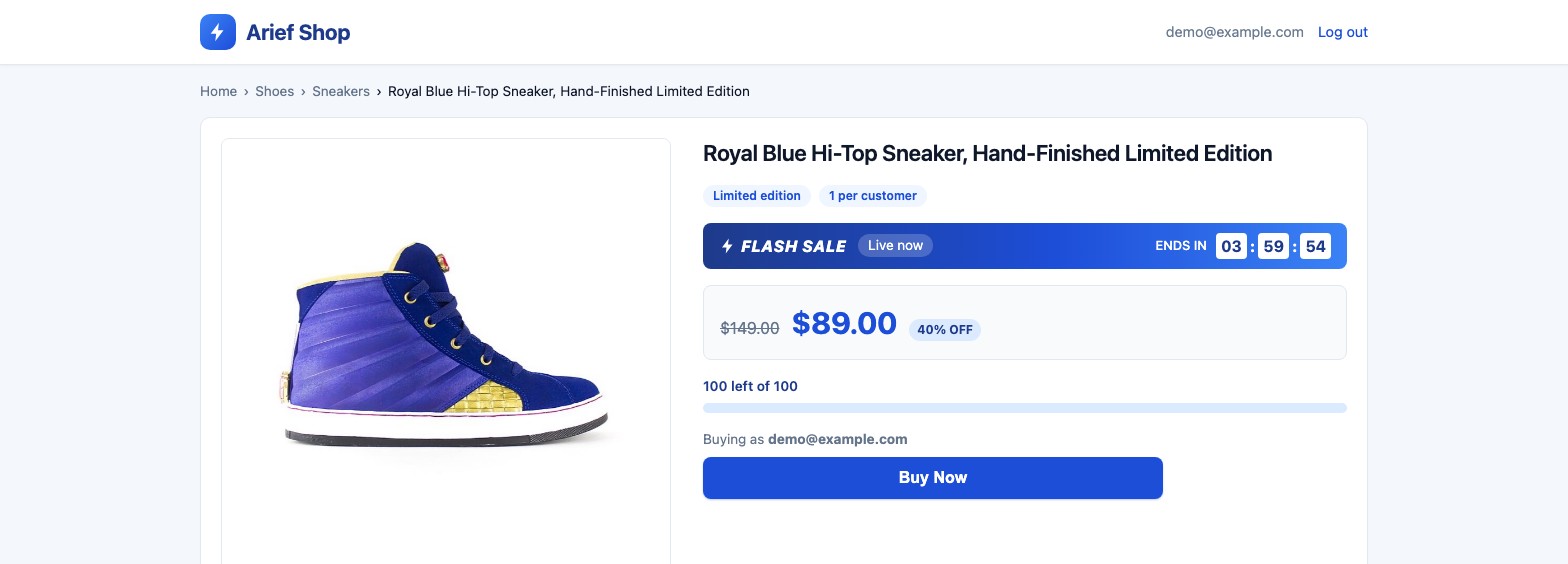 Arief Shop
demo@example.com Log out
Home › Shoes › Sneakers › Royal Blue Hi-Top Sneaker, Hand-Finished Limited Edition
Royal Blue Hi-Top Sneaker, Hand-Finished Limited Edition
Limited edition 1 per customer
FLASH SALE Live now ENDS IN 03 : 59 : 54
$149.00 $89.00 40% OFF
100 left of 100
Buying as demo@example.com
Buy Now